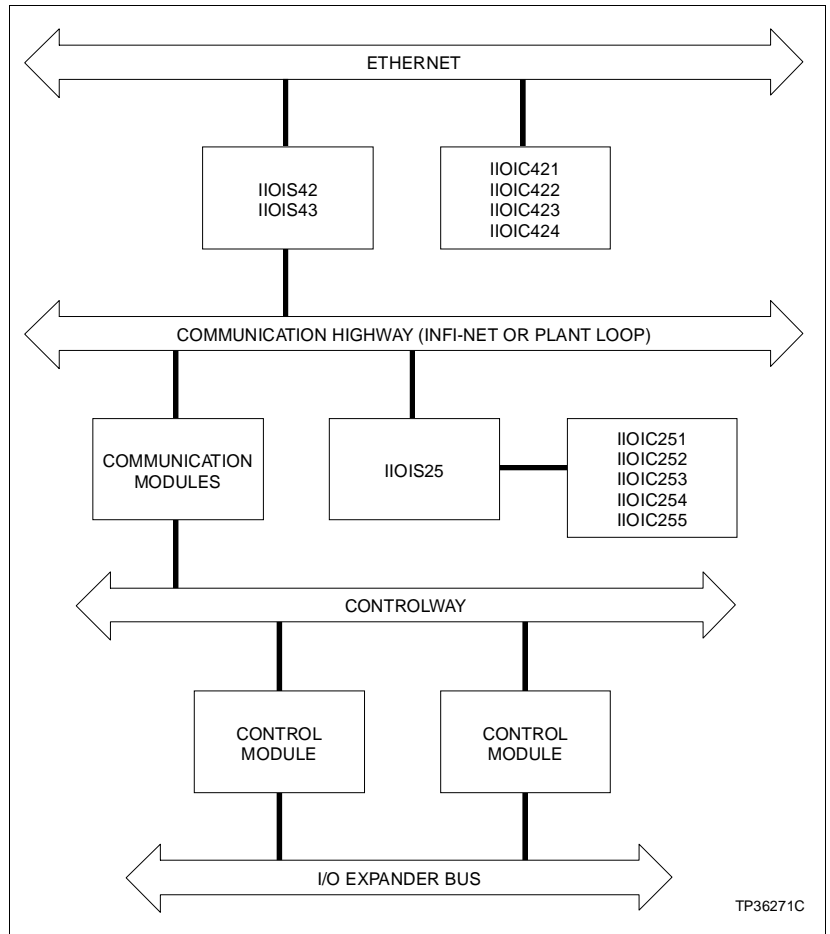 ETHERNET
IIOIS42
IIOIS43
IIOIC421
IIOIC422
IIOIC423
IIOIC424
COMMUNICATION HIGHWAY (INFI-NET OR PLANT LOOP)
COMMUNICATION
MODULES
IIOIS25
IIOIC251
IIOIC252
IIOIC253
IIOIC254
IIOIC255
CONTROLWAY
CONTROL
MODULE
CONTROL
MODULE
I/O EXPANDER BUS
TP36271C